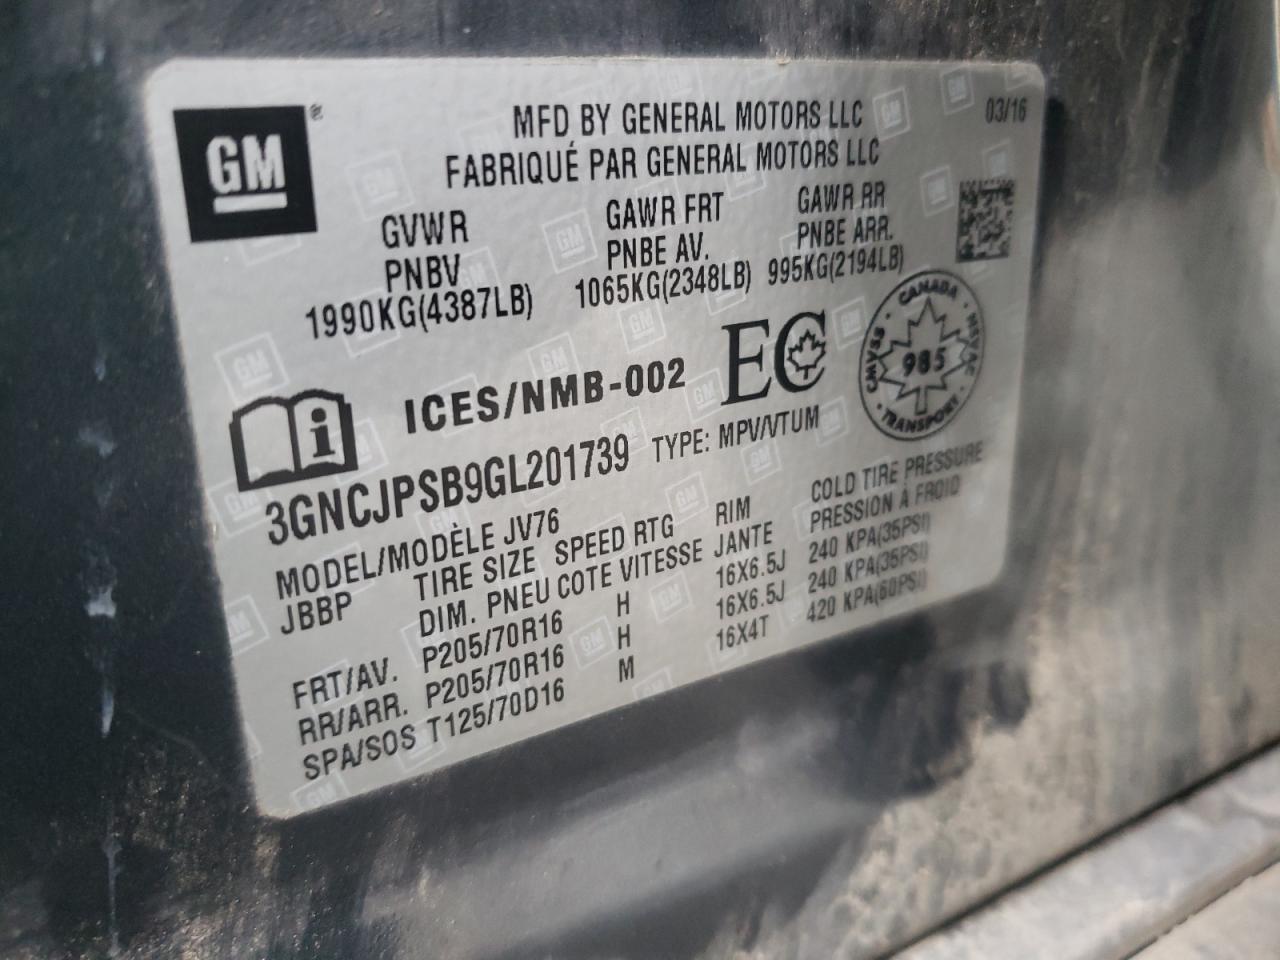 GM®
MFD BY GENERAL MOTORS LLC
03/16
FABRIQUÉ PAR GENERAL MOTORS LLC
GVWR GAWR FRT GAWR RR
PNBV PNBE AV. PNBE ARR.
1990KG(4387LB) 1065KG(2348LB) 995KG(2194LB)
ICES/NMB-002 EC
CANADA · MEVAC · TRANSPORT · CMVSS ·
985
3GNCJPSB9GL201739 TYPE: MPV/VTUM
MODEL/MODÈLE JV76
JBBP TIRE SIZE SPEED RTG RIM COLD TIRE PRESSURE
DIM. PNEU COTE VITESSE JANTE PRESSION À FROID
FRT/AV. P205/70R16 H 16X6.5J 240 KPA(35PSI)
RR/ARR. P205/70R16 H 16X6.5J 240 KPA(35PSI)
SPA/SOS T125/70D16 M 16X4T 420 KPA(60PSI)